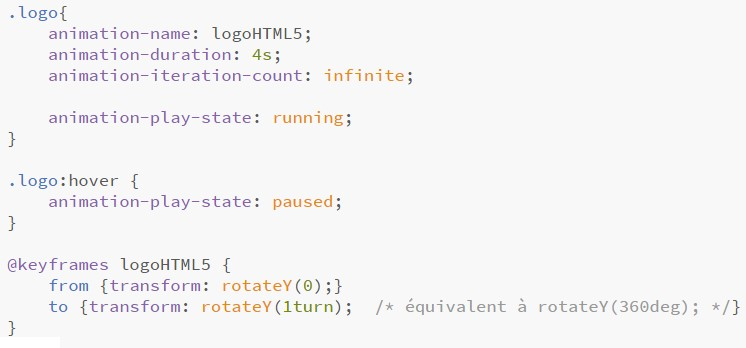 .logo{
    animation-name: logoHTML5;
    animation-duration: 4s;
    animation-iteration-count: infinite;

    animation-play-state: running;
}

.logo:hover {
    animation-play-state: paused;
}

@keyframes logoHTML5 {
    from {transform: rotateY(0);}
    to {transform: rotateY(1turn);  /* équivalent à rotateY(360deg); */}
}